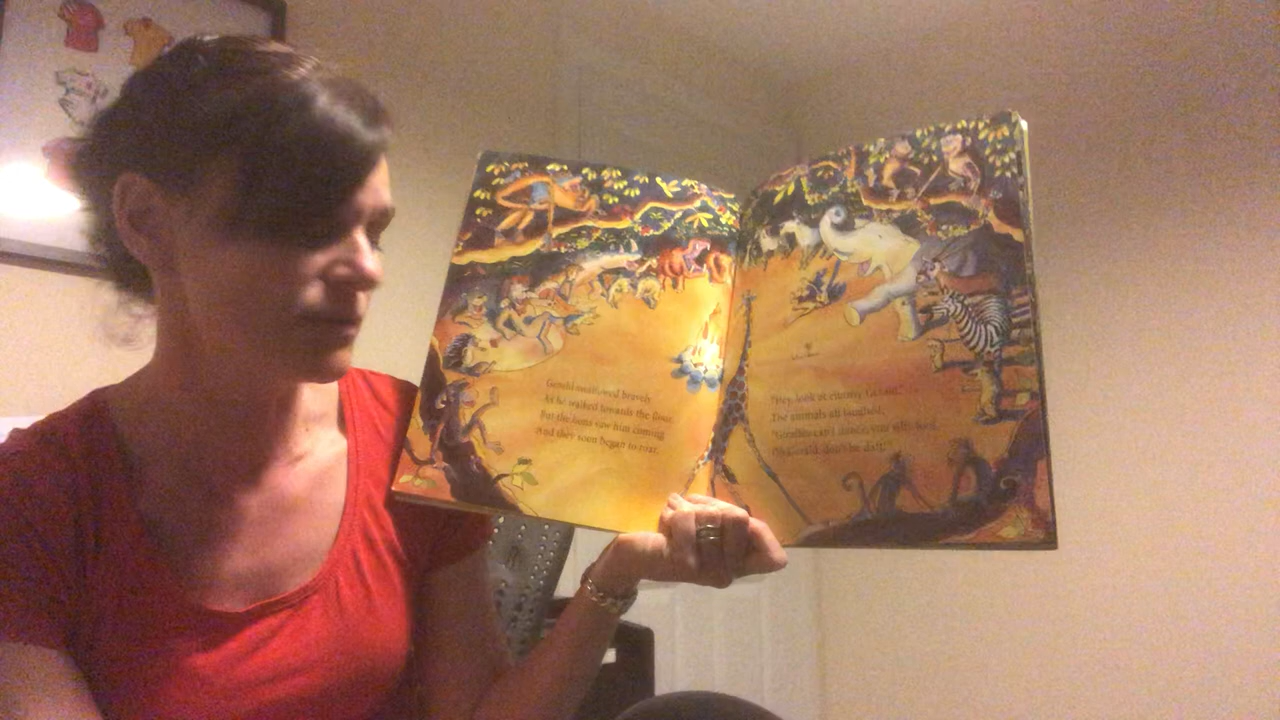 Gerald swallowed bravely
As he walked towards the floor.
But the lions saw him coming
And they soon began to roar.
"Hey, look at clumsy Gerald,"
The animals all laughed,
"Giraffes can't dance, you silly fool,
Oh Gerald, don't be daft."